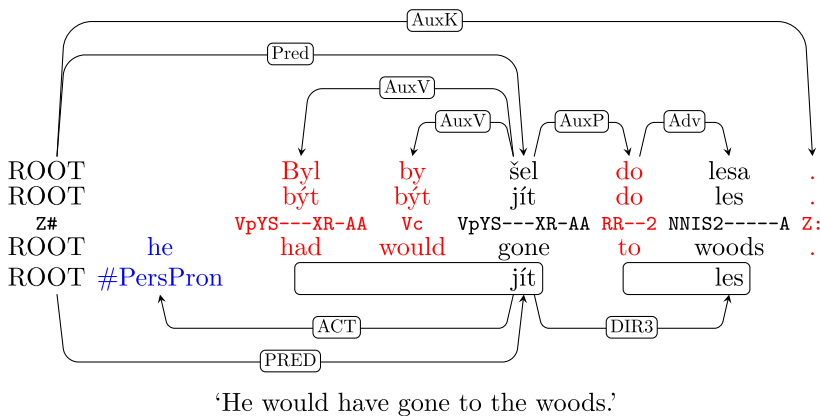 AuxK
Pred
AuxV
AuxV AuxP Adv
ROOT Byl by šel do lesa .
ROOT být být jít do les .
Z# VpYS---XR-AA Vc VpYS---XR-AA RR--2 NNIS2-----A Z:
ROOT he had would gone to woods .
ROOT #PersPron jít les
ACT DIR3
PRED
‘He would have gone to the woods.’